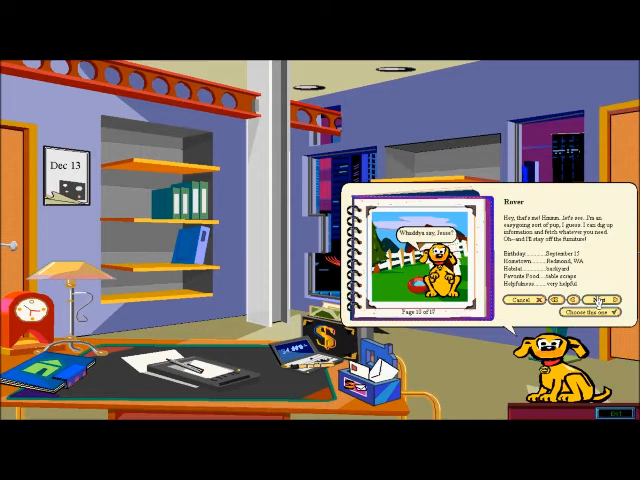 Dec 13
Rover
Hey, that's me! Hmmm...let's see...I'm an
easygoing sort of pup, I guess. I can dig up
information and fetch whatever you need.
Oh--and I'll stay off the furniture!
Whaddya say, Jesse?
Birthday............September 15
Hometown..........Redmond, WA
Habitat..............backyard
Favorite Food.....table scraps
Helpfulness.........very helpful
Page 15 of 17
Cancel
Choose this one
EXIT